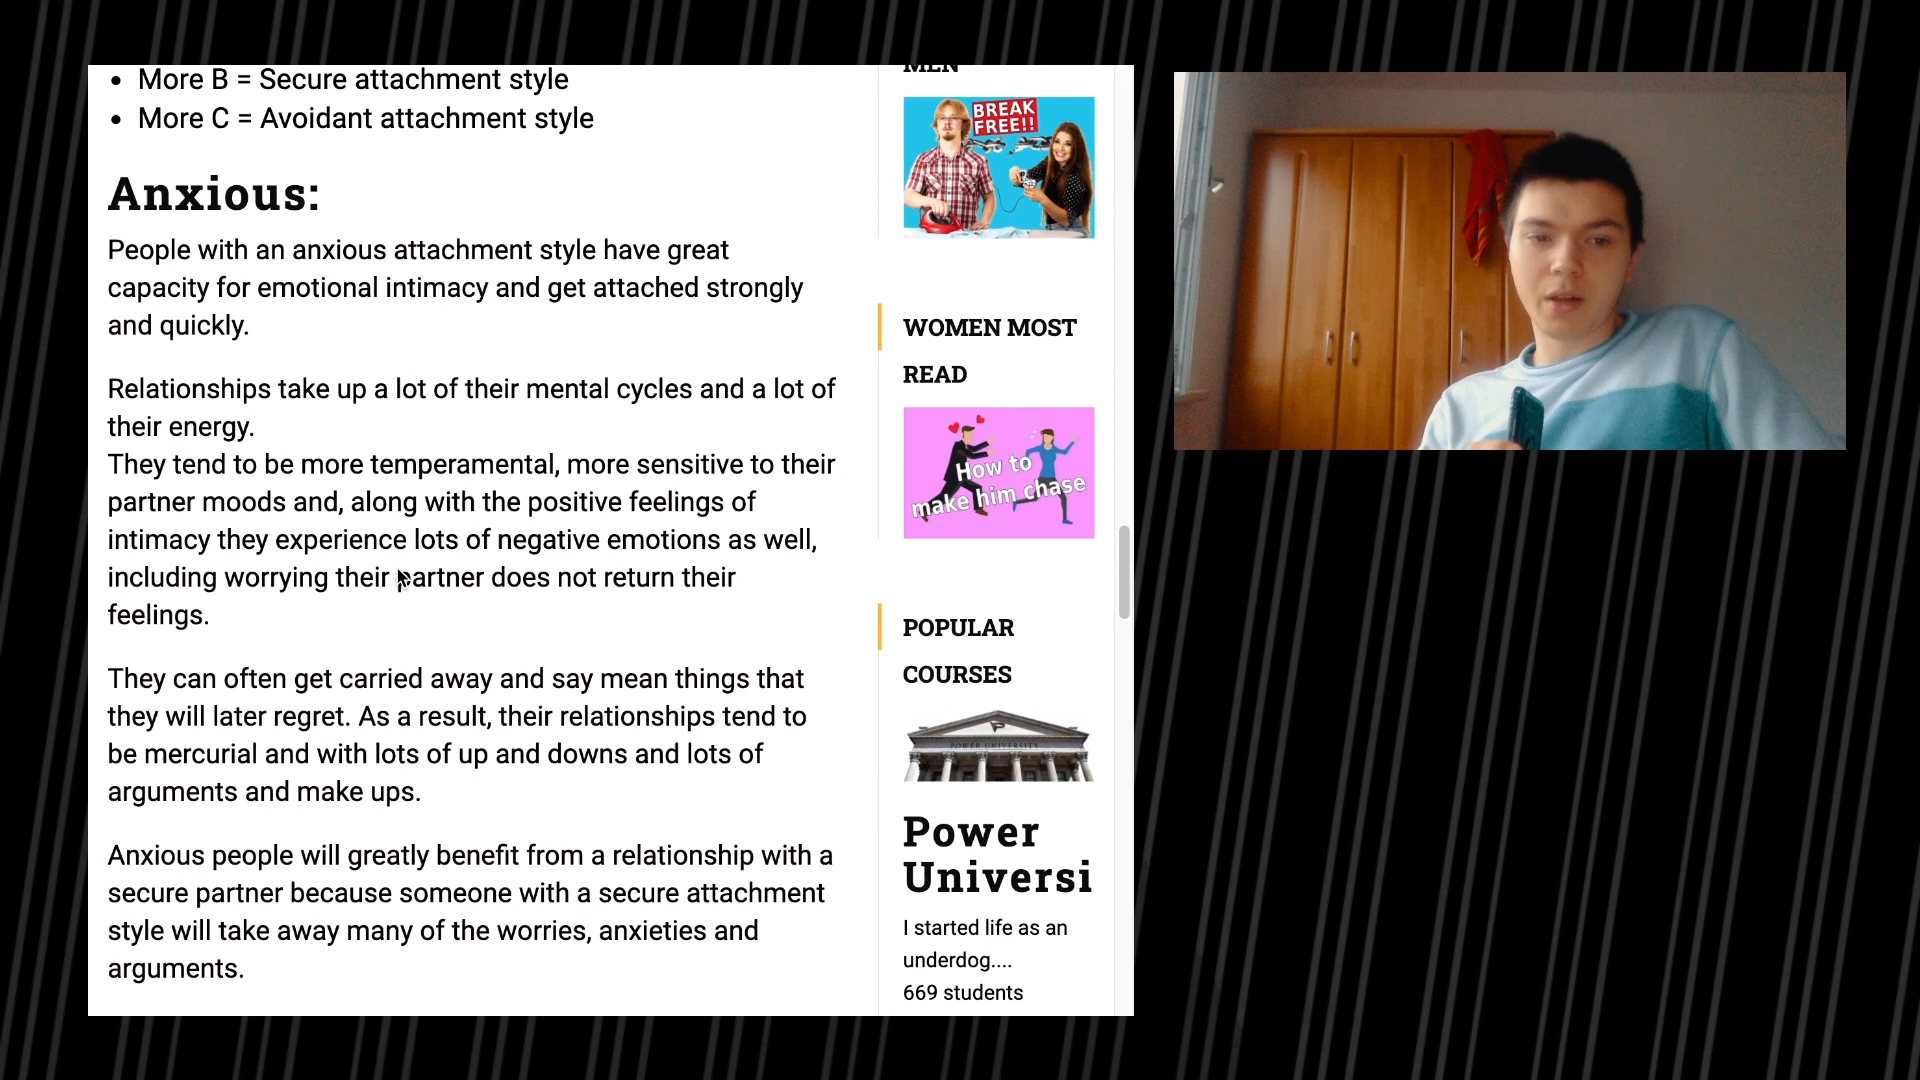 More B = Secure attachment style
More C = Avoidant attachment style
Anxious:
People with an anxious attachment style have great
capacity for emotional intimacy and get attached strongly
and quickly.
Relationships take up a lot of their mental cycles and a lot of
their energy.
They tend to be more temperamental, more sensitive to their
partner moods and, along with the positive feelings of
intimacy they experience lots of negative emotions as well,
including worrying their partner does not return their
feelings.
They can often get carried away and say mean things that
they will later regret. As a result, their relationships tend to
be mercurial and with lots of up and downs and lots of
arguments and make ups.
Anxious people will greatly benefit from a relationship with a
secure partner because someone with a secure attachment
style will take away many of the worries, anxieties and
arguments.
MEN
BREAK
FREE!!
WOMEN MOST
READ
How to
make him chase
POPULAR
COURSES
POWER UNIVERSITY
Power
Universi
I started life as an
underdog....
669 students